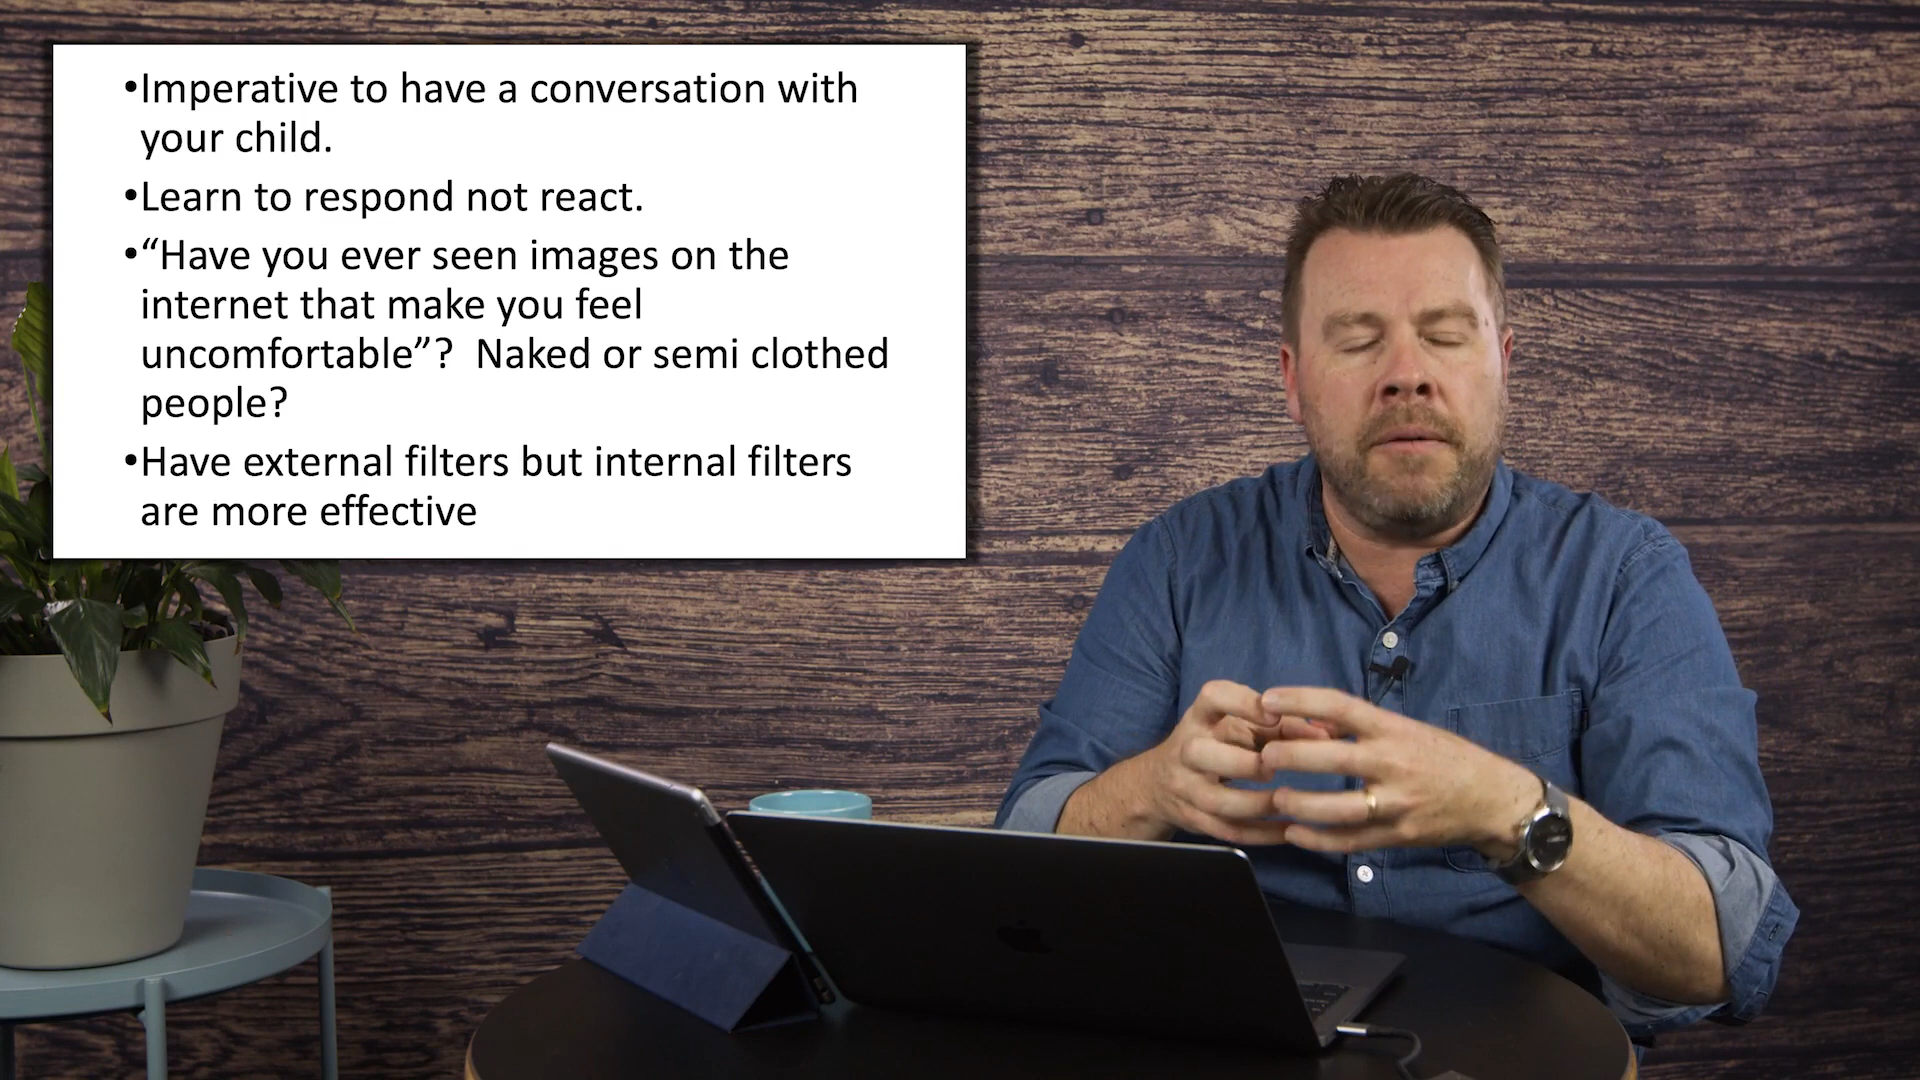 •Imperative to have a conversation with
your child.
•Learn to respond not react.
•“Have you ever seen images on the
internet that make you feel
uncomfortable”?  Naked or semi clothed
people?
•Have external filters but internal filters
are more effective